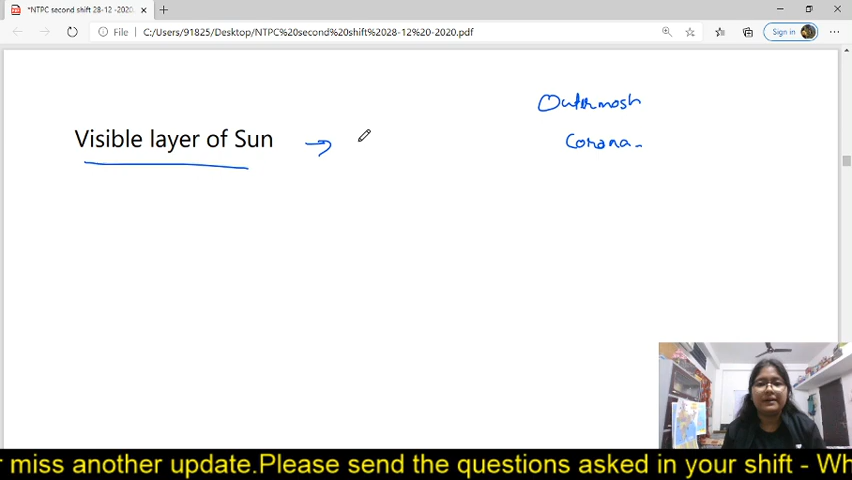 *NTPC second shift 28-12 -2020-
File
C:/Users/91825/Desktop/NTPC%20second%20shift%2028-12%20-2020.pdf
Sign in
Outermost
Visible layer of Sun →
Corona-
r miss another update.Please send the questions asked in your shift - Wh